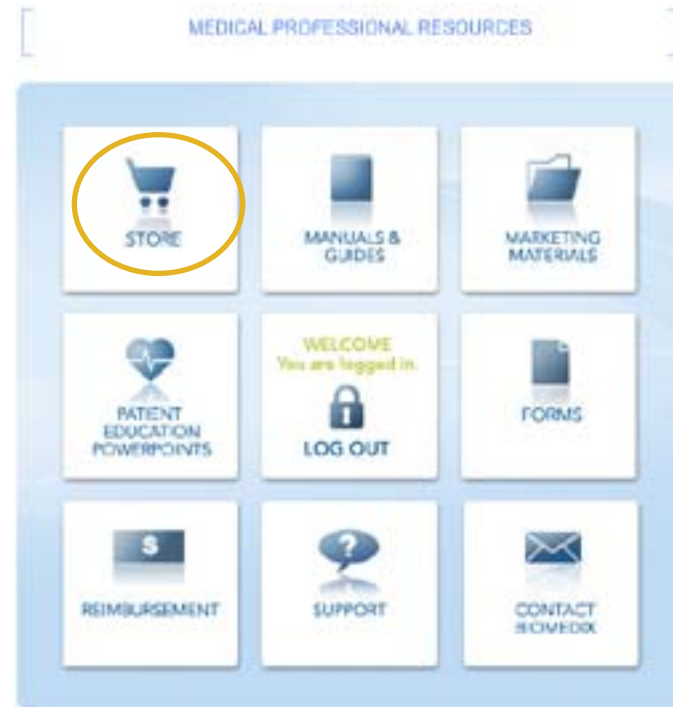 MEDICAL PROFESSIONAL RESOURCES
STORE
MANUALS &
GUIDES
MARKETING
MATERIALS
PATIENT
EDUCATION
POWERPOINTS
WELCOME
You are logged in.
LOG OUT
FORMS
$
REIMBURSEMENT
?
SUPPORT
CONTACT
BIOMEDIX